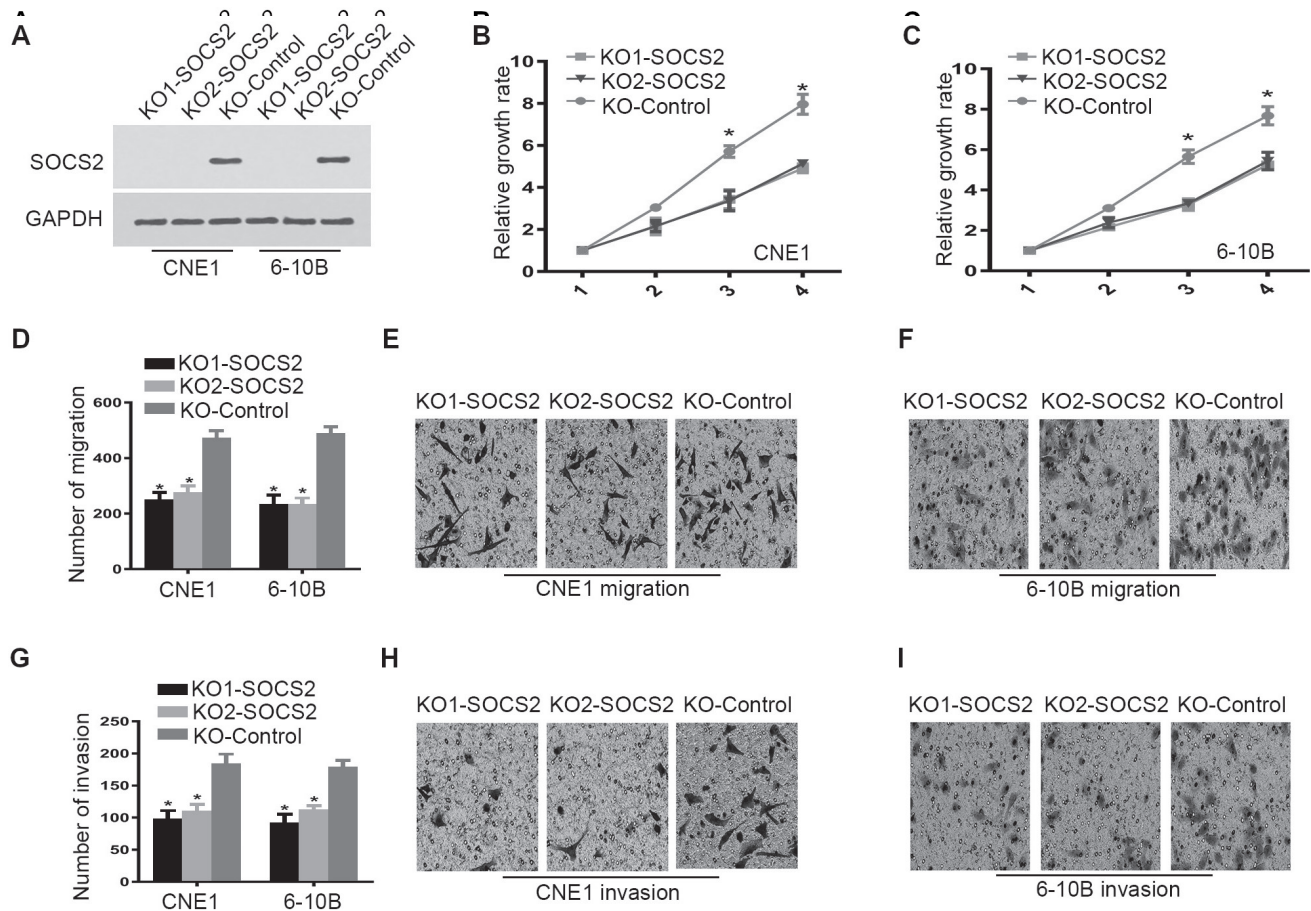 A
KO1-SOCS2
KO2-SOCS2
KO-Control
KO1-SOCS2
KO2-SOCS2
KO-Control
SOCS2
GAPDH
CNE1
6-10B
B
KO1-SOCS2
KO2-SOCS2
KO-Control
Relative growth rate
10
8
6
4
2
0
*
*
CNE1
1 2 3 4
C
KO1-SOCS2
KO2-SOCS2
KO-Control
Relative growth rate
10
8
6
4
2
0
*
*
6-10B
1 2 3 4
D
KO1-SOCS2
KO2-SOCS2
KO-Control
Number of migration
600
400
200
0
* * * *
CNE1 6-10B
E
KO1-SOCS2 KO2-SOCS2 KO-Control
CNE1 migration
F
KO1-SOCS2 KO2-SOCS2 KO-Control
6-10B migration
G
KO1-SOCS2
KO2-SOCS2
KO-Control
Number of invasion
250
200
150
100
50
0
* * * *
CNE1 6-10B
H
KO1-SOCS2 KO2-SOCS2 KO-Control
CNE1 invasion
I
KO1-SOCS2 KO2-SOCS2 KO-Control
6-10B invasion